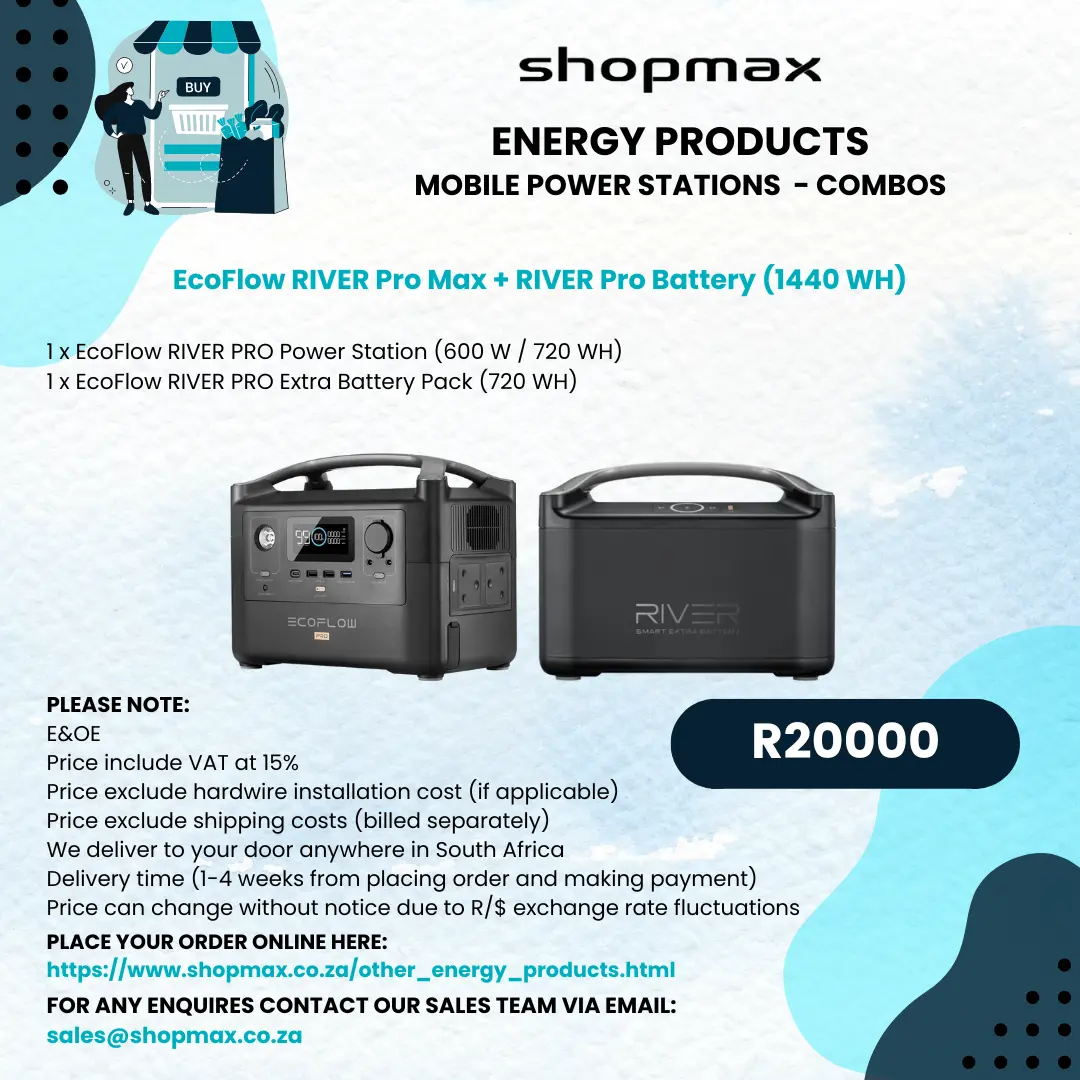 BUY
shopmax
ENERGY PRODUCTS
MOBILE POWER STATIONS - COMBOS
EcoFlow RIVER Pro Max + RIVER Pro Battery (1440 WH)
1 x EcoFlow RIVER PRO Power Station (600 W / 720 WH)
1 x EcoFlow RIVER PRO Extra Battery Pack (720 WH)
ECOFLOW
PRO
RIVER
SMART EXTRA BATTERY
PLEASE NOTE:
E&OE
Price include VAT at 15%
Price exclude hardwire installation cost (if applicable)
Price exclude shipping costs (billed separately)
We deliver to your door anywhere in South Africa
Delivery time (1-4 weeks from placing order and making payment)
Price can change without notice due to R/$ exchange rate fluctuations
R20000
PLACE YOUR ORDER ONLINE HERE:
https://www.shopmax.co.za/other_energy_products.html
FOR ANY ENQUIRES CONTACT OUR SALES TEAM VIA EMAIL:
sales@shopmax.co.za